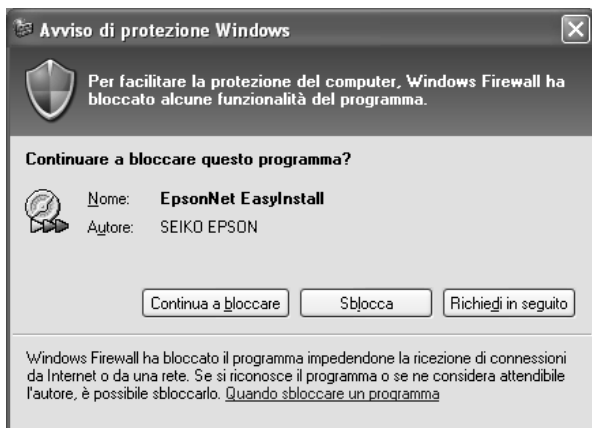 Avviso di protezione Windows
Per facilitare la protezione del computer, Windows Firewall ha
bloccato alcune funzionalità del programma.
Continuare a bloccare questo programma?
Nome: EpsonNet EasyInstall
Autore: SEIKO EPSON
Continua a bloccare Sblocca Richiedi in seguito
Windows Firewall ha bloccato il programma impedendone la ricezione di connessioni
da Internet o da una rete. Se si riconosce il programma o se ne considera attendibile
l'autore, è possibile sbloccarlo. Quando sbloccare un programma